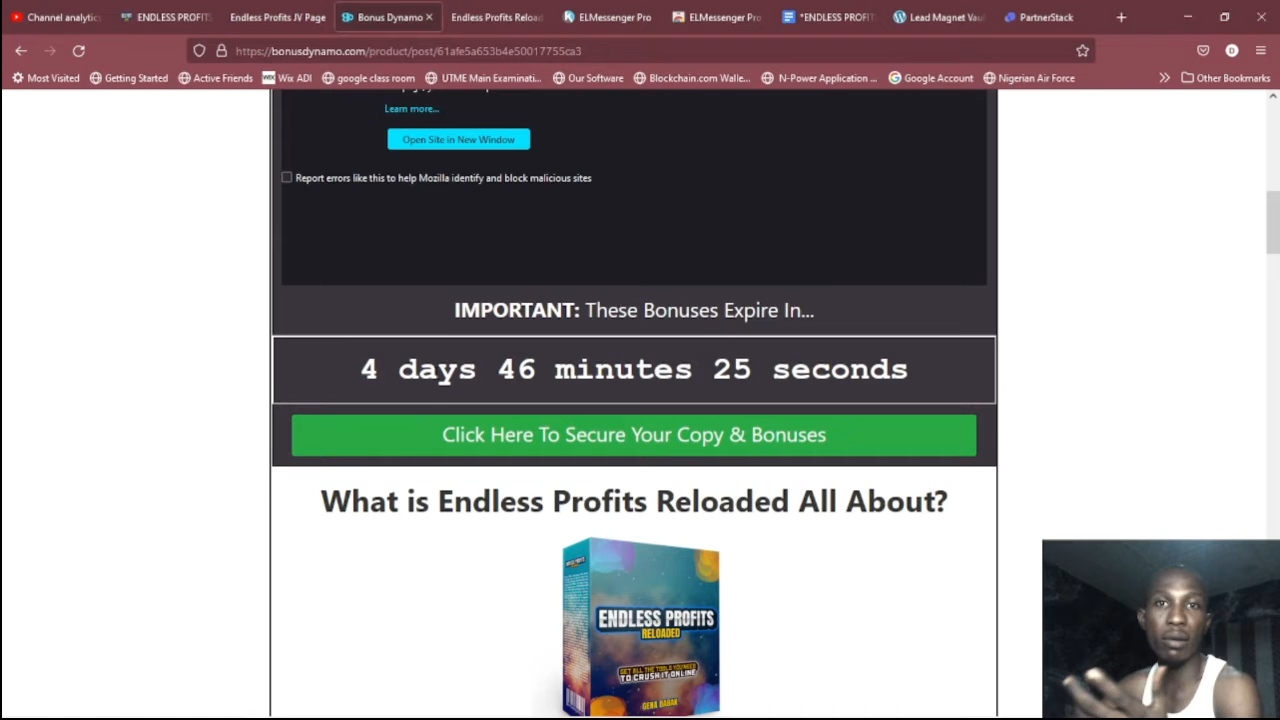 Channel analytics
ENDLESS PROFITS
Endless Profits JV Page
Bonus Dynamo
Endless Profits Reload
ELMessenger Pro
ELMessenger Pro
*ENDLESS PROFI
Lead Magnet Vau
PartnerStack
https://bonusdynamo.com/product/post/61afe5a653b4e50017755ca3
Most Visited
Getting Started
Active Friends
WIX Wix ADI
google class room
UTME Main Examinati...
Our Software
Blockchain.com Walle...
N-Power Application ...
Google Account
Nigerian Air Force
Other Bookmarks
Learn more...
Open Site in New Window
Report errors like this to help Mozilla identify and block malicious sites
IMPORTANT: These Bonuses Expire In...
4 days 46 minutes 25 seconds
Click Here To Secure Your Copy & Bonuses
What is Endless Profits Reloaded All About?
ENDLESS PROFITS
RELOADED
GET ALL THE TOOLS YOU NEED
TO CRUSH IT ONLINE
GENA BABAK